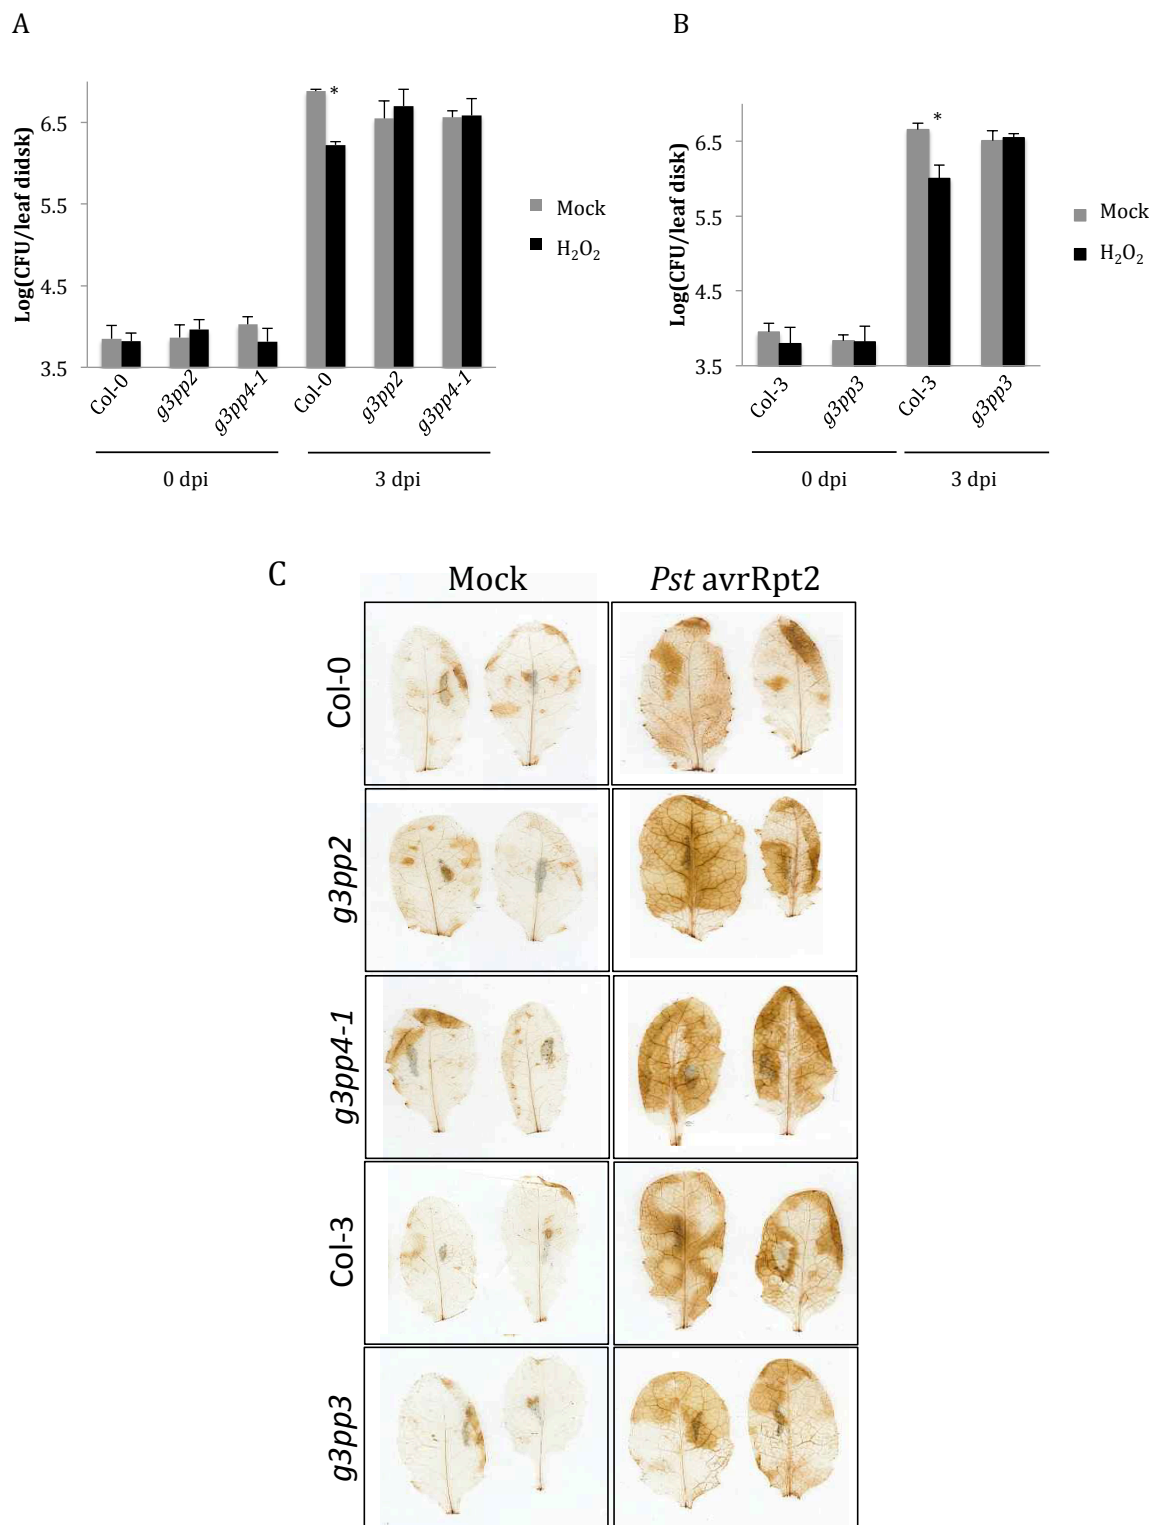 A
Log(CFU/leaf didsk)
6.5
5.5
4.5
3.5
*
Mock
H₂O₂
Col-0
g3pp2
g3pp4-1
Col-0
g3pp2
g3pp4-1
0 dpi
3 dpi
B
Log(CFU/leaf disk)
6.5
5.5
4.5
3.5
*
Mock
H₂O₂
Col-3
g3pp3
Col-3
g3pp3
0 dpi
3 dpi
C
Mock
Pst avrRpt2
Col-0
g3pp2
g3pp4-1
Col-3
g3pp3